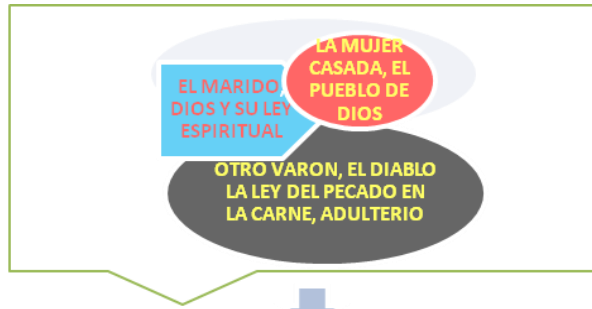 LA MUJER
CASADA, EL
PUEBLO DE
DIOS
EL MARIDO,
DIOS Y SU LEY
ESPIRITUAL
OTRO VARON, EL DIABLO
LA LEY DEL PECADO EN
LA CARNE, ADULTERIO